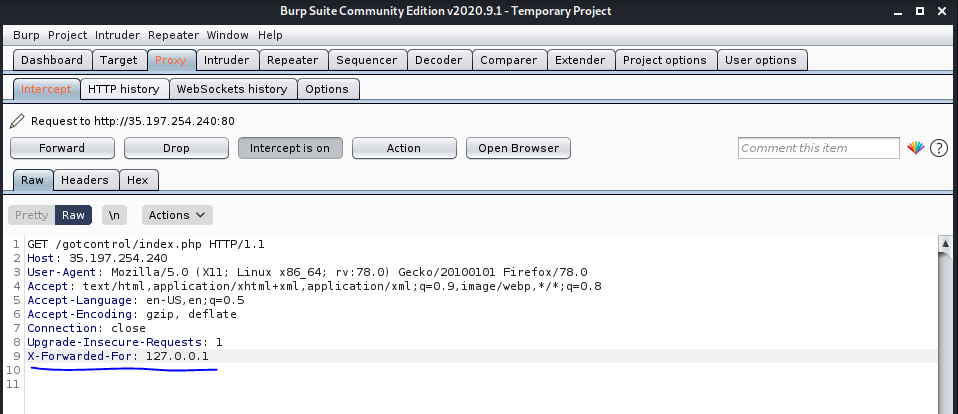 Burp Suite Community Edition v2020.9.1 - Temporary Project
Burp Project Intruder Repeater Window Help
Dashboard Target Proxy Intruder Repeater Sequencer Decoder Comparer Extender Project options User options
Intercept HTTP history WebSockets history Options
Request to http://35.197.254.240:80
Forward Drop Intercept is on Action Open Browser Comment this item ?
Raw Headers Hex
Pretty Raw \n Actions
1 GET /gotcontrol/index.php HTTP/1.1
2 Host: 35.197.254.240
3 User-Agent: Mozilla/5.0 (X11; Linux x86_64; rv:78.0) Gecko/20100101 Firefox/78.0
4 Accept: text/html,application/xhtml+xml,application/xml;q=0.9,image/webp,*/*;q=0.8
5 Accept-Language: en-US,en;q=0.5
6 Accept-Encoding: gzip, deflate
7 Connection: close
8 Upgrade-Insecure-Requests: 1
9 X-Forwarded-For: 127.0.0.1
10
11